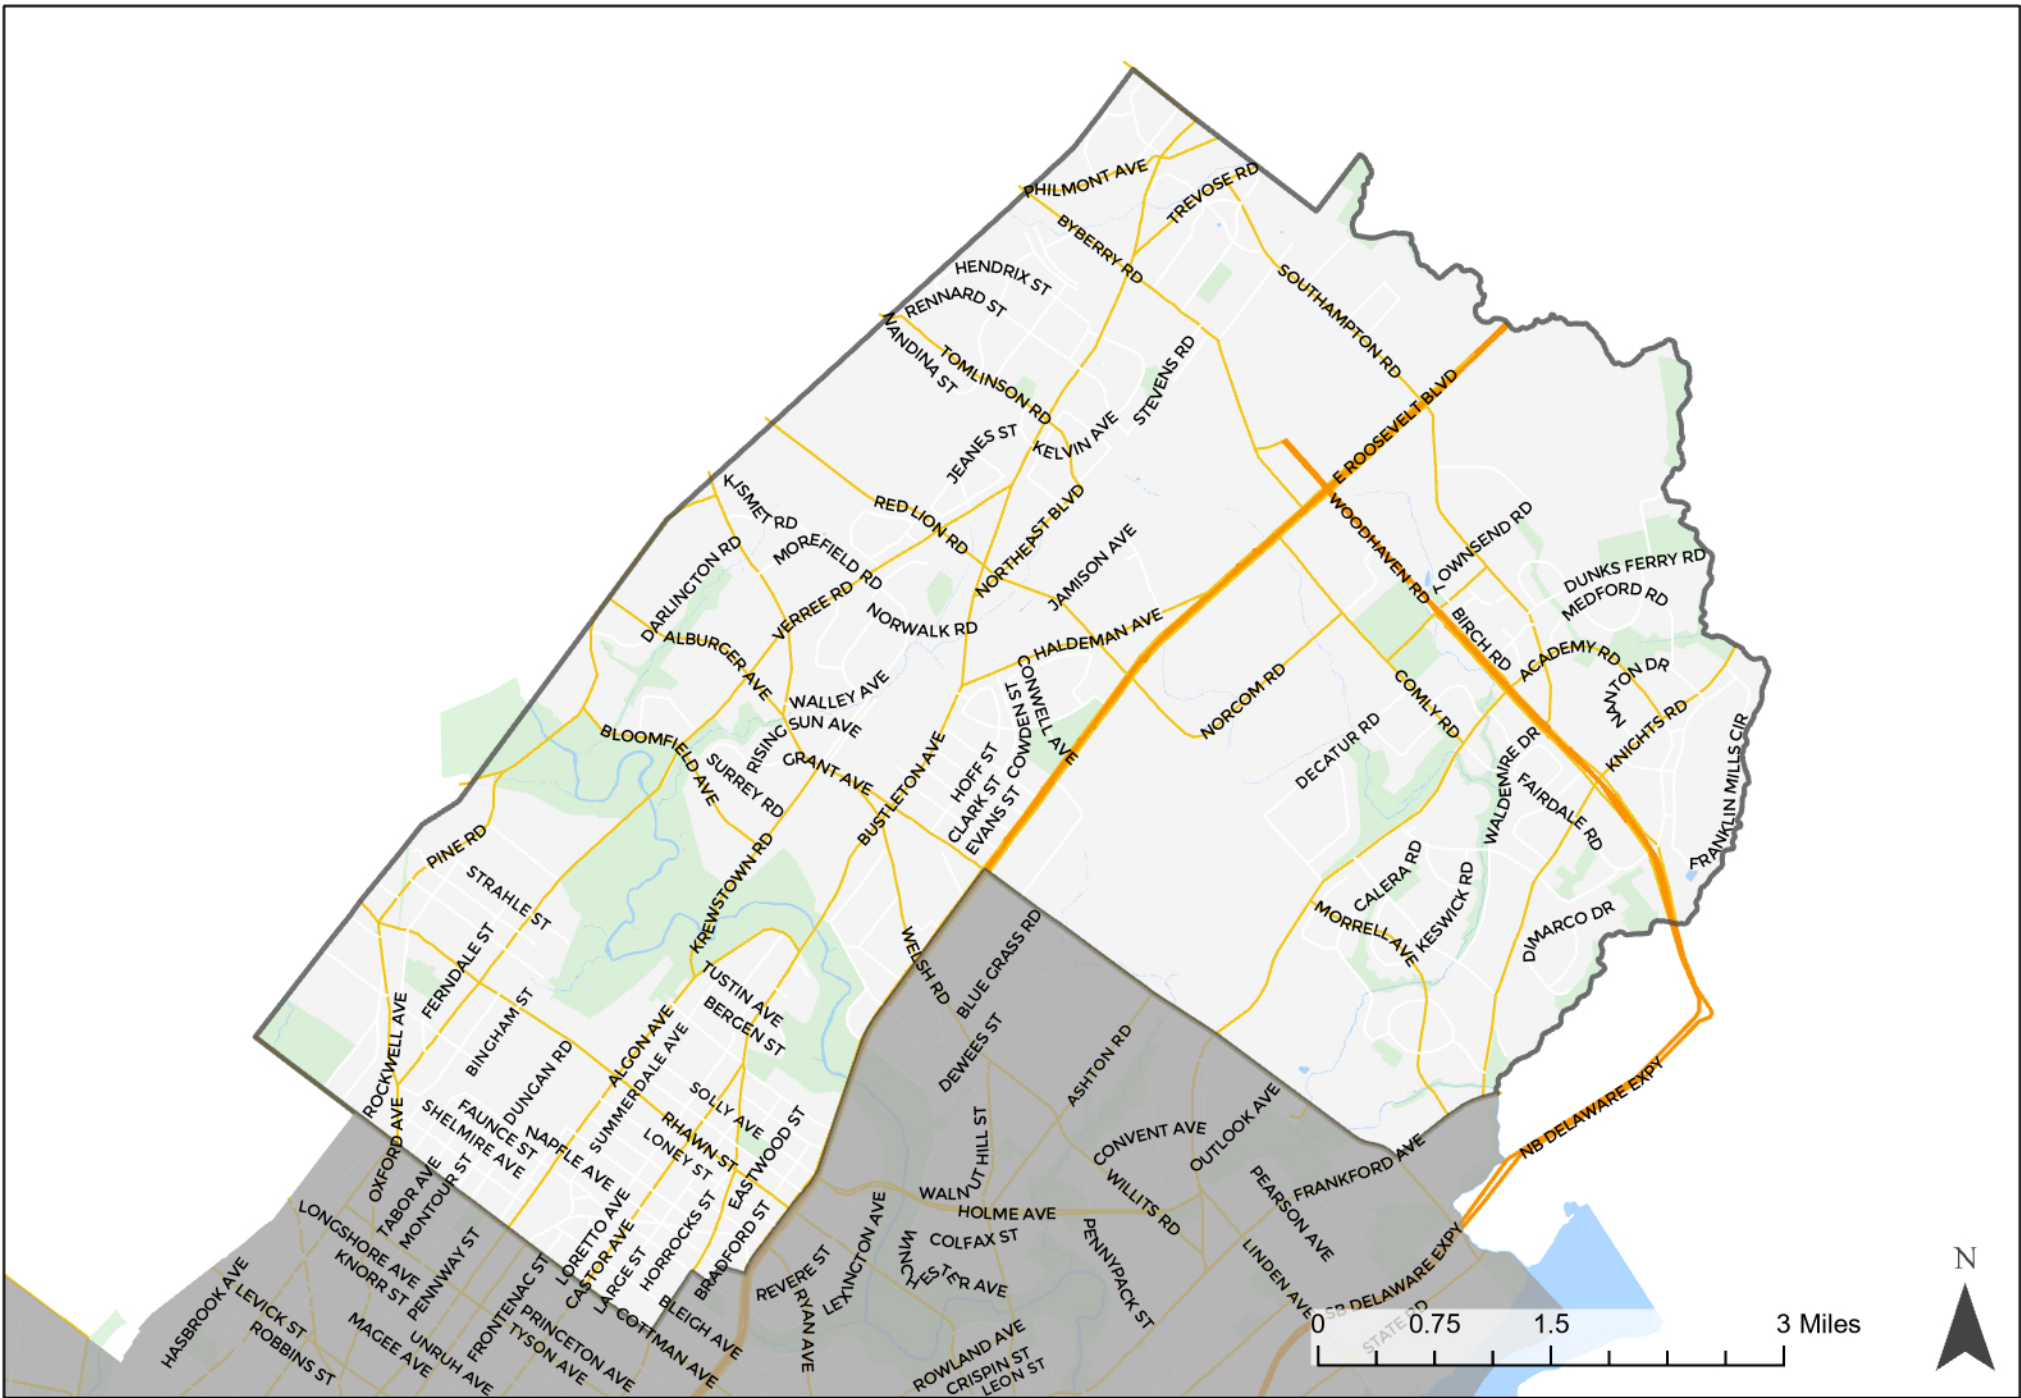 PHILMONT AVE
TREVOSE RD
BYBERRY RD
HENDRIX ST
RENNARD ST
SOUTHAMPTON RD
NANDINA ST
TOMLINSON RD
STEVENS RD
E ROOSEVELT BLVD
JEANES ST
KELVIN AVE
KISMET RD
RED LION RD
NORTHEAST BLVD
WOODHAVEN RD
TOWNSEND RD
MOREFIELD RD
DARLINGTON RD
JAMISON AVE
DUNKS FERRY RD
MEDFORD RD
VERREE RD
NORWALK RD
BIRCH RD
ALBURGER AVE
HALDEMAN AVE
ACADEMY RD
NANTON DR
CONWELL AVE
COWDEN ST
WALLEY AVE
RISING SUN AVE
NORCOM RD
COMLY RD
KNIGHTS RD
FRANKLIN MILLS CIR
BLOOMFIELD AVE
SURREY RD
GRANT AVE
BUSTLETON AVE
HOFF ST
CLARK ST
EVANS ST
DECATUR RD
WALDEMIRE DR
FAIRDALE RD
PINE RD
STRAHLE ST
KREWSTOWN RD
CALERA RD
KESWICK RD
MORRELL AVE
DIMARCO DR
FERNDALE ST
WELSH RD
BLUE GRASS RD
TUSTIN AVE
BERGEN ST
ROCKWELL AVE
BINGHAM ST
DUNGAN RD
ALGON AVE
SUMMERDALE AVE
DEWEES ST
ASHTON RD
SOLLY AVE
OXFORD AVE
SHELMIRE AVE
FAUNCE ST
NAPFLE AVE
RHAWN ST
LONEY ST
EASTWOOD ST
CONVENT AVE
OUTLOOK AVE
NB DELAWARE EXPY
FRANKFORD AVE
TABOR AVE
MONTOUR ST
WALNUT HILL ST
HOLME AVE
WILLITS RD
PEARSON AVE
LONGSHORE AVE
KNORR ST
PENNWAY ST
LORETTO AVE
CASTOR AVE
LARGE ST
HORROCKS ST
BRADFORD ST
REVERE ST
LEXINGTON AVE
COLFAX ST
WINCHESTER AVE
PENNYPACK ST
LINDEN AVE
SB DELAWARE EXPY
STATE RD
HASBROOK AVE
LEVICK ST
ROBBINS ST
MAGEE AVE
UNRUH AVE
FRONTENAC ST
PRINCETON AVE
TYSON AVE
COTTMAN AVE
BLEIGH AVE
RYAN AVE
ROWLAND AVE
CRISPIN ST
LEON ST
N
0 0.75 1.5 3 Miles